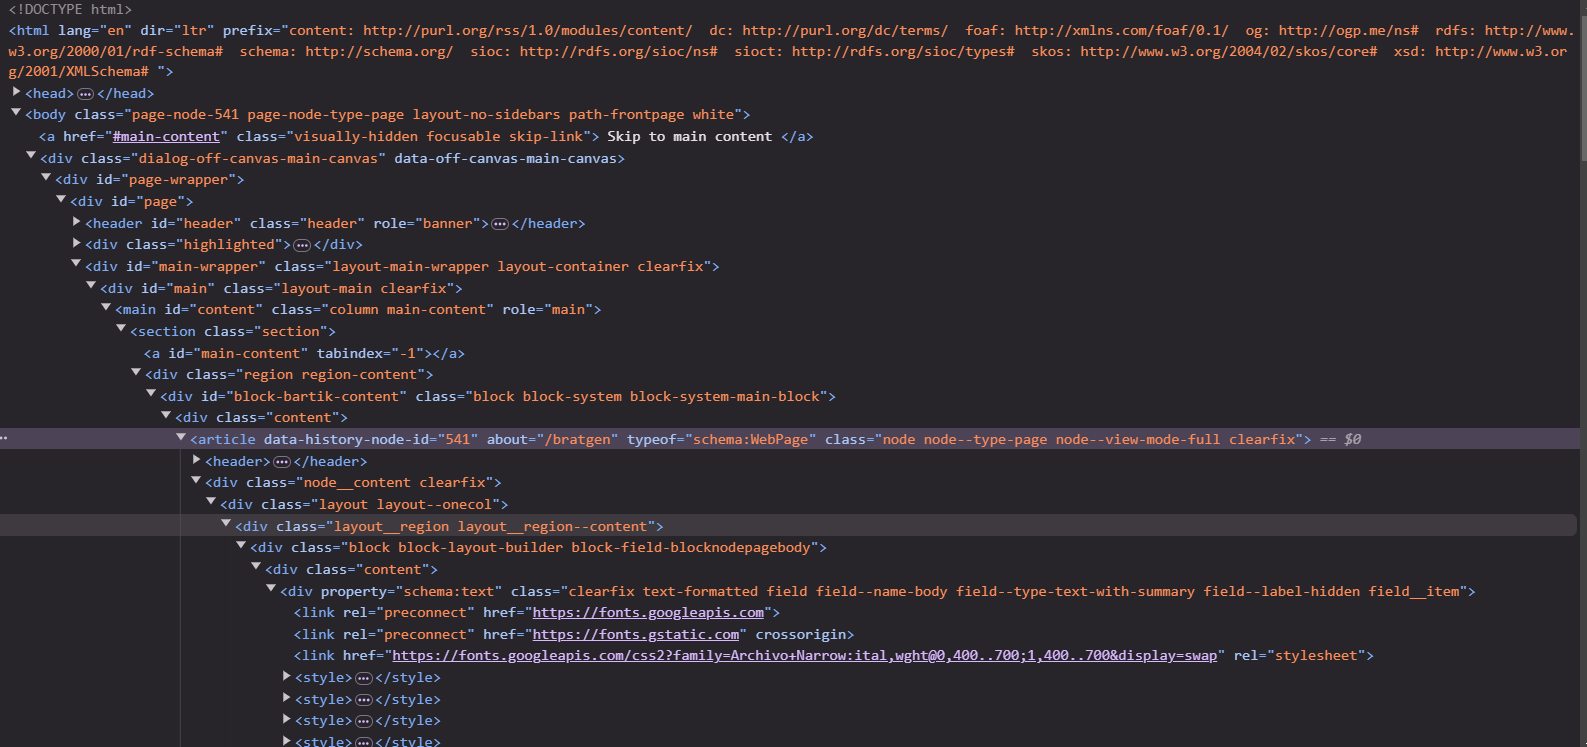 <!DOCTYPE html>
<html lang="en" dir="ltr" prefix="content: http://purl.org/rss/1.0/modules/content/  dc: http://purl.org/dc/terms/  foaf: http://xmlns.com/foaf/0.1/  og: http://ogp.me/ns#  rdfs: http://www.
w3.org/2000/01/rdf-schema#  schema: http://schema.org/  sioc: http://rdfs.org/sioc/ns#  sioct: http://rdfs.org/sioc/types#  skos: http://www.w3.org/2004/02/skos/core#  xsd: http://www.w3.or
g/2001/XMLSchema# ">
<head>…</head>
<body class="page-node-541 page-node-type-page layout-no-sidebars path-frontpage white">
<a href="#main-content" class="visually-hidden focusable skip-link"> Skip to main content </a>
<div class="dialog-off-canvas-main-canvas" data-off-canvas-main-canvas>
<div id="page-wrapper">
<div id="page">
<header id="header" class="header" role="banner">…</header>
<div class="highlighted">…</div>
<div id="main-wrapper" class="layout-main-wrapper layout-container clearfix">
<div id="main" class="layout-main clearfix">
<main id="content" class="column main-content" role="main">
<section class="section">
<a id="main-content" tabindex="-1"></a>
<div class="region region-content">
<div id="block-bartik-content" class="block block-system block-system-main-block">
<div class="content">
<article data-history-node-id="541" about="/bratgen" typeof="schema:WebPage" class="node node--type-page node--view-mode-full clearfix"> == $0
<header>…</header>
<div class="node__content clearfix">
<div class="layout layout--onecol">
<div class="layout__region layout__region--content">
<div class="block block-layout-builder block-field-blocknodepagebody">
<div class="content">
<div property="schema:text" class="clearfix text-formatted field field--name-body field--type-text-with-summary field--label-hidden field__item">
<link rel="preconnect" href="https://fonts.googleapis.com">
<link rel="preconnect" href="https://fonts.gstatic.com" crossorigin>
<link href="https://fonts.googleapis.com/css2?family=Archivo+Narrow:ital,wght@0,400..700;1,400..700&display=swap" rel="stylesheet">
<style>…</style>
<style>…</style>
<style>…</style>
<style>…</style>